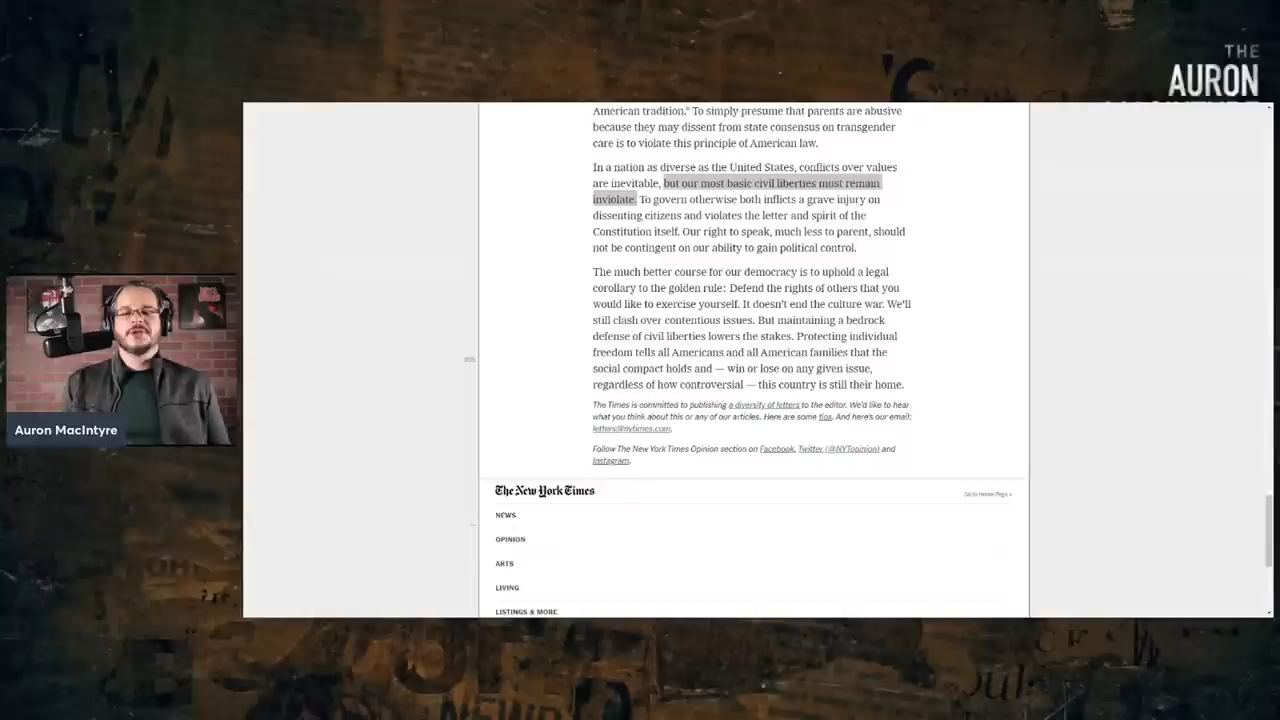 THE
AURON
American tradition.” To simply presume that parents are abusive
because they may dissent from state consensus on transgender
care is to violate this principle of American law.
In a nation as diverse as the United States, conflicts over values
are inevitable, but our most basic civil liberties must remain
inviolate. To govern otherwise both inflicts a grave injury on
dissenting citizens and violates the letter and spirit of the
Constitution itself. Our right to speak, much less to parent, should
not be contingent on our ability to gain political control.
The much better course for our democracy is to uphold a legal
corollary to the golden rule: Defend the rights of others that you
would like to exercise yourself. It doesn’t end the culture war. We’ll
still clash over contentious issues. But maintaining a bedrock
defense of civil liberties lowers the stakes. Protecting individual
freedom tells all Americans and all American families that the
social compact holds and — win or lose on any given issue,
regardless of how controversial — this country is still their home.
The Times is committed to publishing a diversity of letters to the editor. We’d like to hear
what you think about this or any of our articles. Here are some tips. And here’s our email:
letters@nytimes.com.
Follow The New York Times Opinion section on Facebook, Twitter (@NYTopinion) and
Instagram.
Auron MacIntyre
The New York Times
Go to Home Page »
NEWS
OPINION
ARTS
LIVING
LISTINGS & MORE